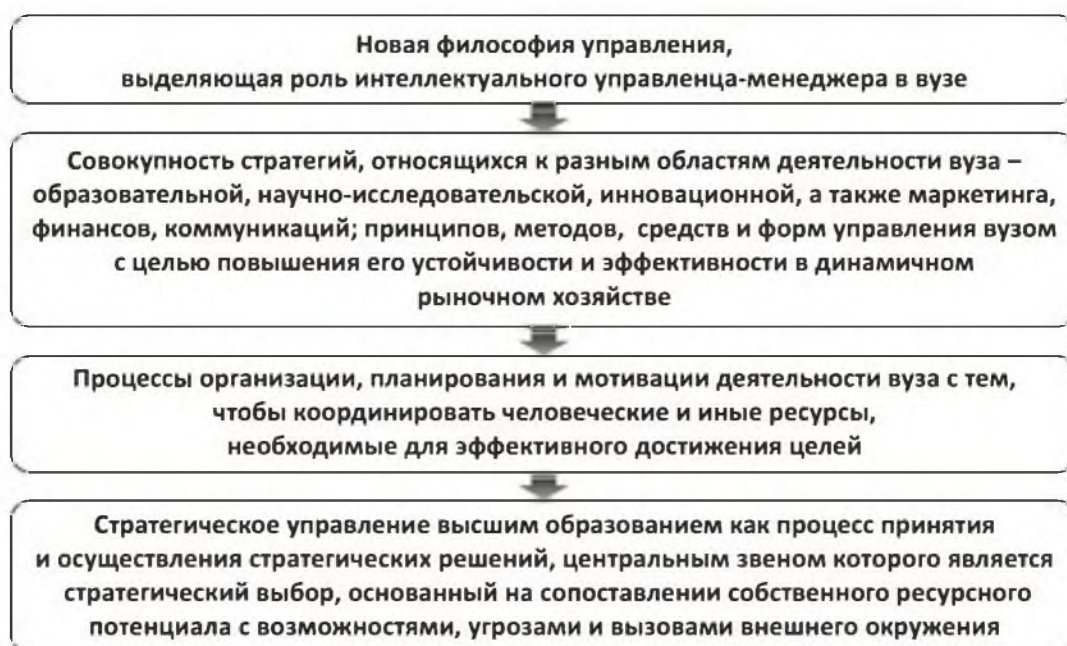 Новая философия управления,
выделяющая роль интеллектуального управленца-менеджера в вузе
Совокупность стратегий, относящихся к разным областям деятельности вуза –
образовательной, научно-исследовательской, инновационной, а также маркетинга,
финансов, коммуникаций; принципов, методов, средств и форм управления вузом
с целью повышения его устойчивости и эффективности в динамичном
рыночном хозяйстве
Процессы организации, планирования и мотивации деятельности вуза с тем,
чтобы координировать человеческие и иные ресурсы,
необходимые для эффективного достижения целей
Стратегическое управление высшим образованием как процесс принятия
и осуществления стратегических решений, центральным звеном которого является
стратегический выбор, основанный на сопоставлении собственного ресурсного
потенциала с возможностями, угрозами и вызовами внешнего окружения